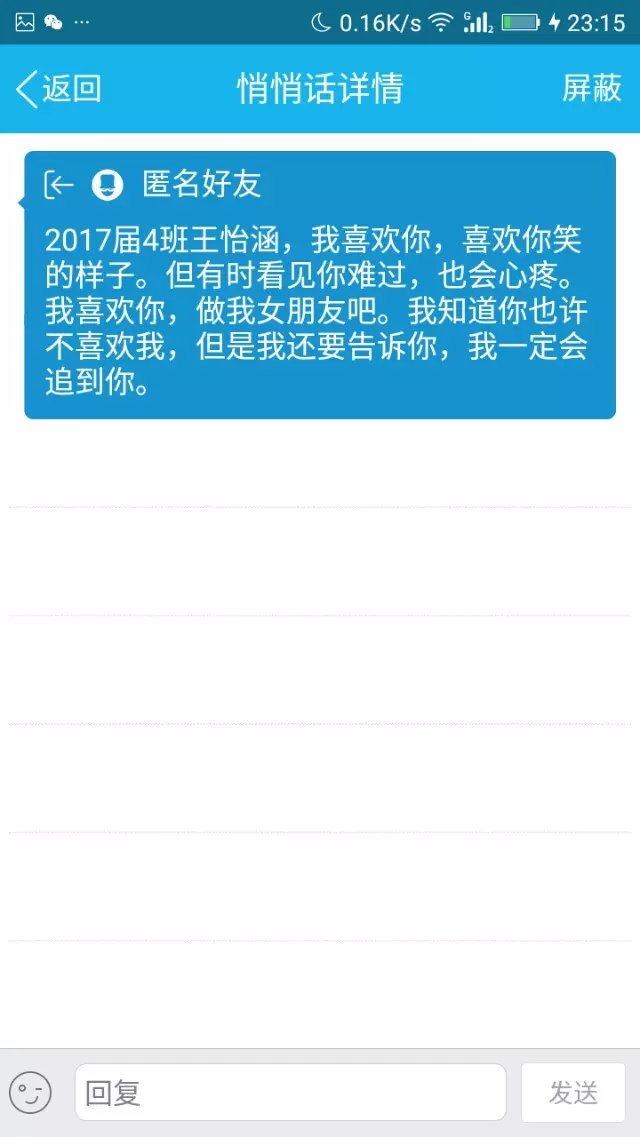 0.16K/s 23:15
返回 悄悄话详情 屏蔽
匿名好友
2017届4班王怡涵，我喜欢你，喜欢你笑
的样子。但有时看见你难过，也会心疼。
我喜欢你，做我女朋友吧。我知道你也许
不喜欢我，但是我还要告诉你，我一定会
追到你。
回复 发送